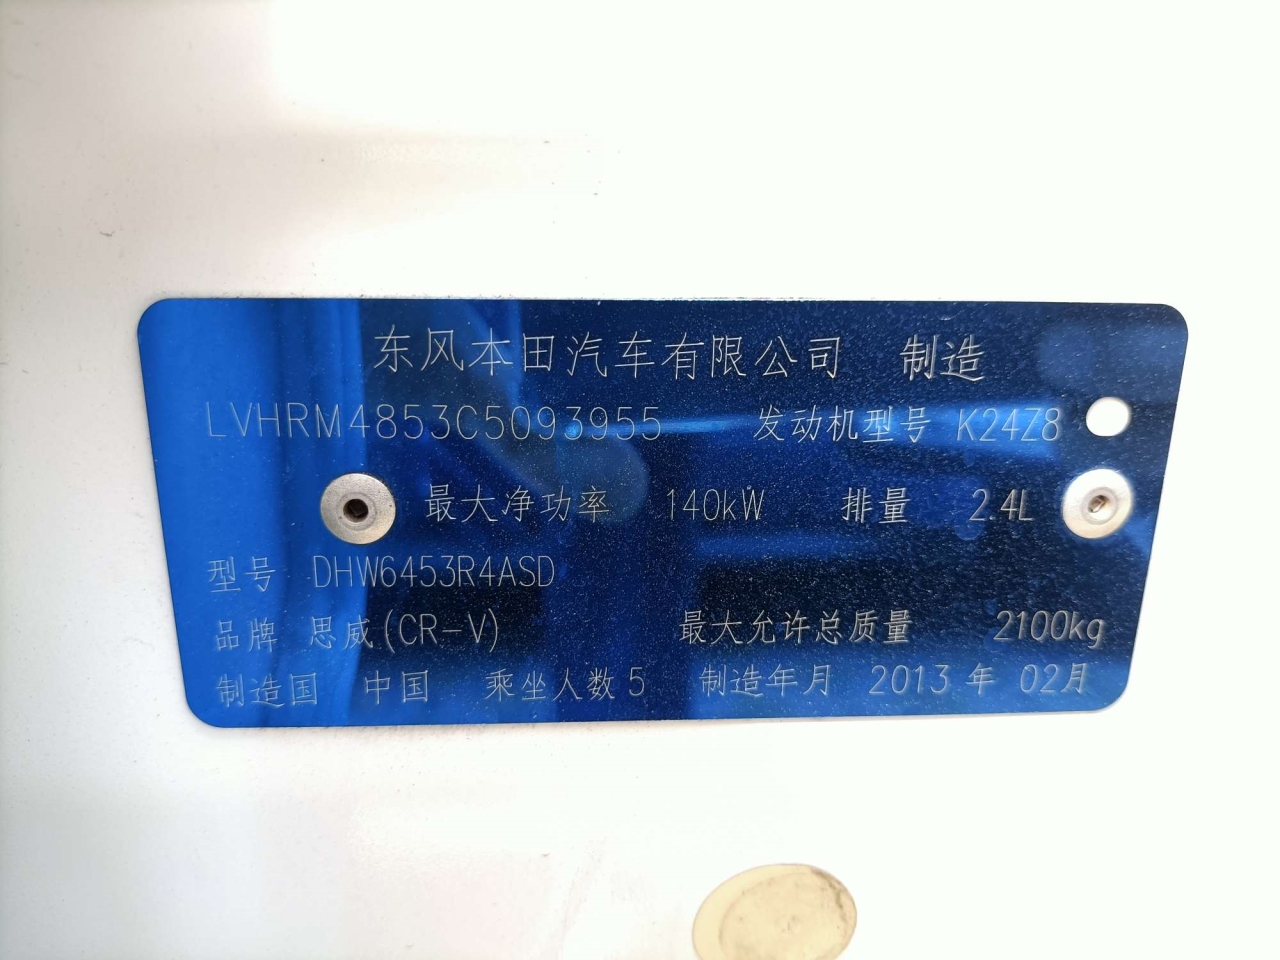 东风本田汽车有限公司 制造
LVHRM4853C5093955 发动机型号 K24Z8
最大净功率 140kW 排量 2.4L
型号 DHW6453R4ASD
品牌 思威(CR-V) 最大允许总质量 2100kg
制造国 中国 乘坐人数 5 制造年月 2013 年 02月